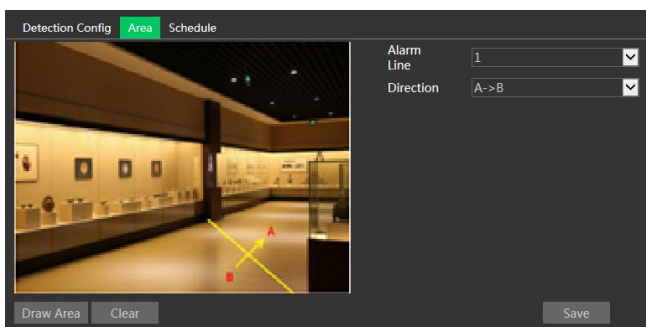 Detection Config Area Schedule
Alarm Line 1
Direction A->B
A
B
Draw Area Clear Save